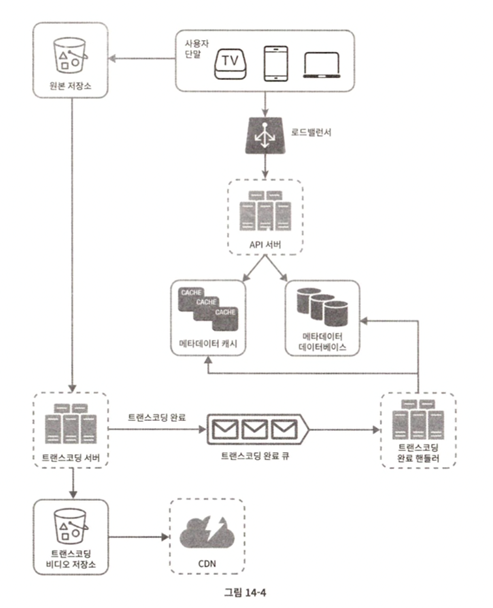 사용자
단말
TV
원본 저장소
로드밸런서
API 서버
CACHE
CACHE
CACHE
메타데이터 캐시
메타데이터
데이터베이스
트랜스코딩 서버
트랜스코딩 완료
트랜스코딩 완료 큐
트랜스코딩
완료 핸들러
트랜스코딩
비디오 저장소
CDN
그림 14-4